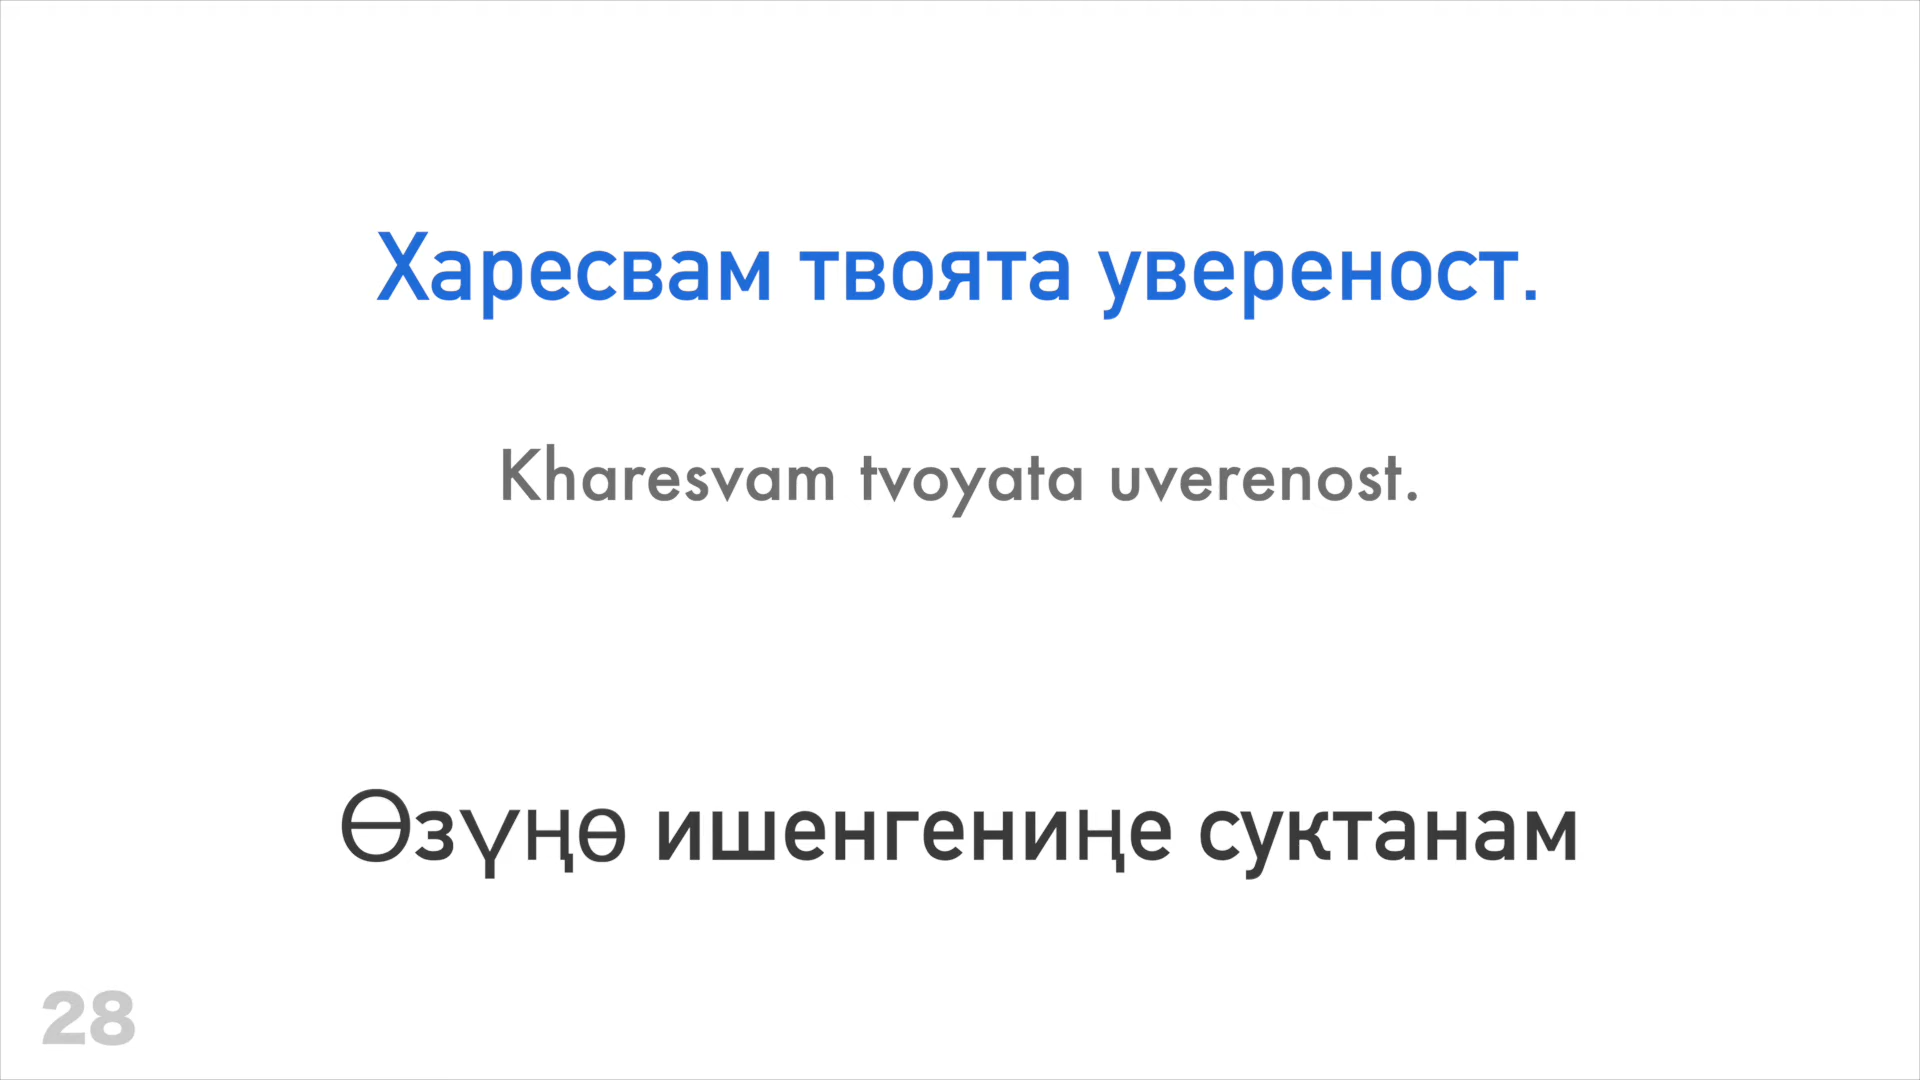 Харесвам твоята увереност.
Kharesvam tvoyata uverenost.
Өзүңө ишенгениңе суктанам
28